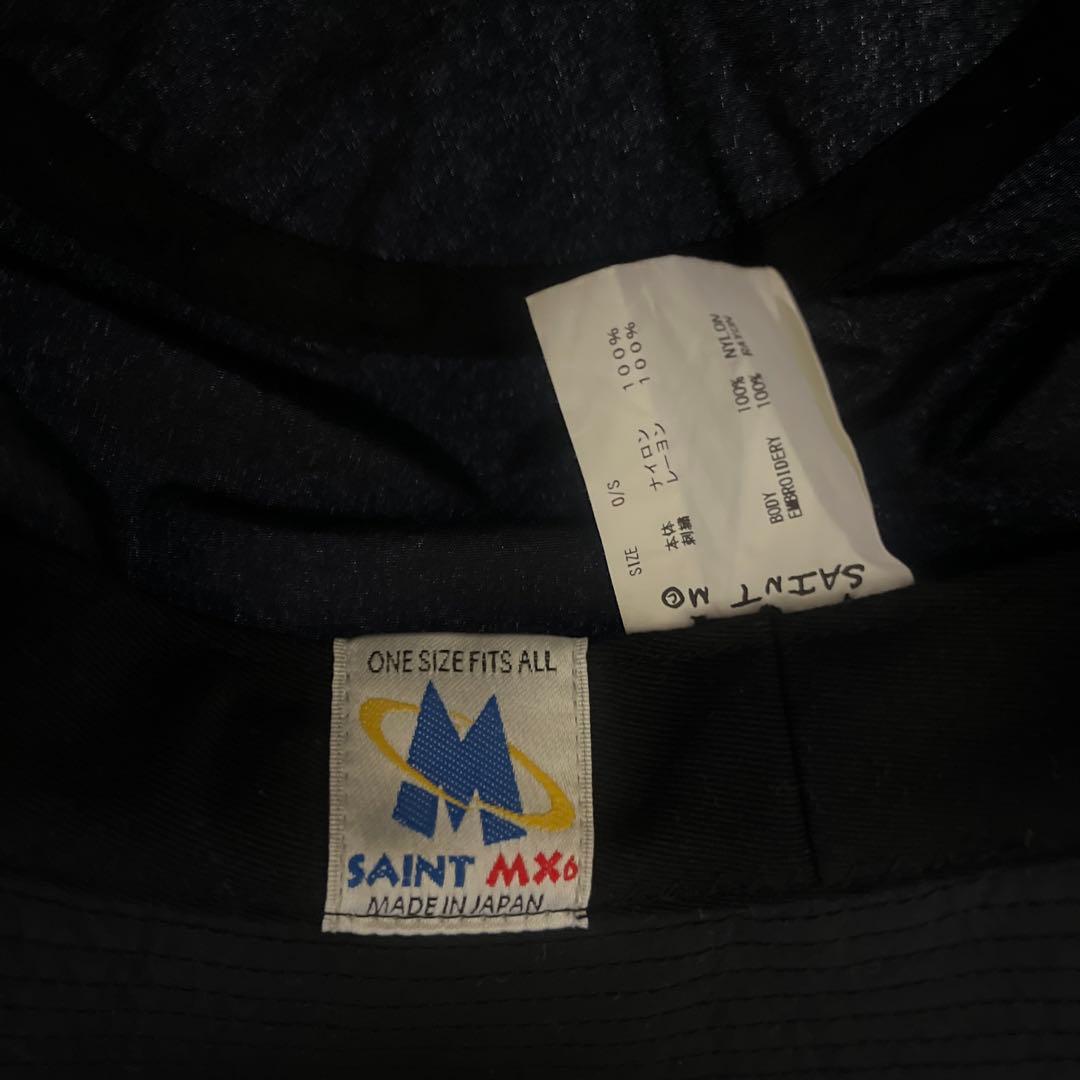 SIZE O/S
本体 ナイロン 100%
刺繍 レーヨン 100%
BODY 100% NYLON
EMBROIDERY 100% RAYON
SAINT M
ONE SIZE FITS ALL
M
SAINT MX6
MADE IN JAPAN